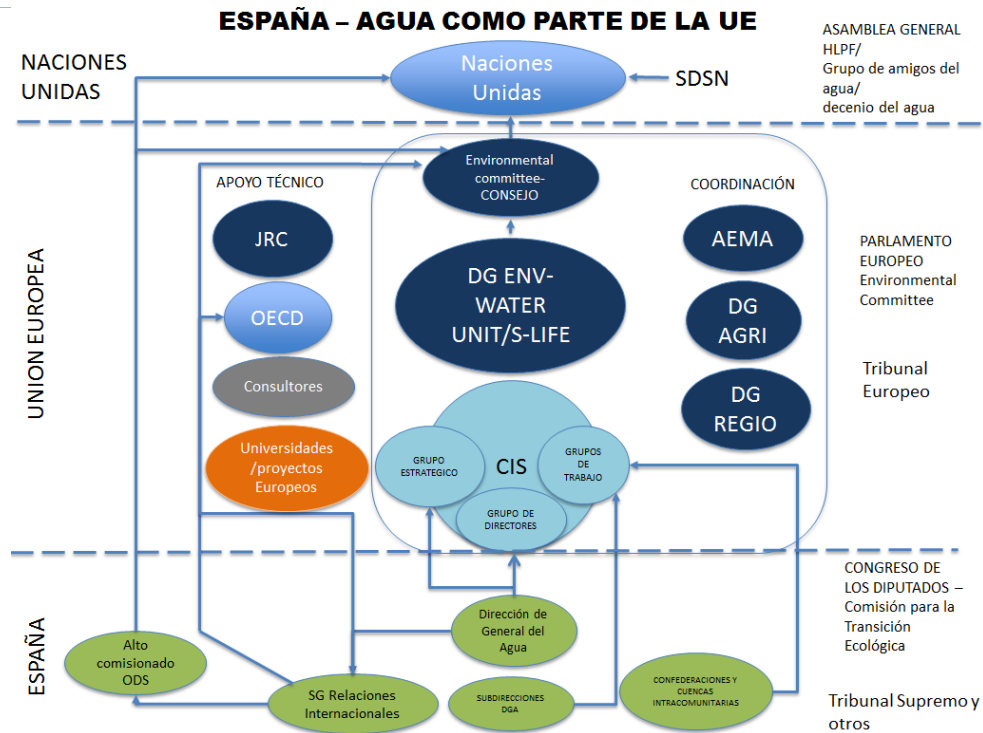 ESPAÑA – AGUA COMO PARTE DE LA UE
NACIONES
UNIDAS
Naciones
Unidas
SDSN
ASAMBLEA GENERAL
HLPF/
Grupo de amigos del
agua/
decenio del agua
UNION EUROPEA
APOYO TÉCNICO
JRC
OECD
Consultores
Universidades
/proyectos
Europeos
Environmental
committee-
CONSEJO
DG ENV-
WATER
UNIT/S-LIFE
CIS
GRUPO
ESTRATEGICO
GRUPOS
DE
TRABAJO
GRUPO DE
DIRECTORES
COORDINACIÓN
AEMA
DG
AGRI
DG
REGIO
PARLAMENTO
EUROPEO
Environmental
Committee
Tribunal
Europeo
ESPAÑA
Alto
comisionado
ODS
SG Relaciones
Internacionales
Dirección de
General del
Agua
SUBDIRECCIONES
DGA
CONFEDERACIONES Y
CUENCAS
INTRACOMUNITARIAS
CONGRESO DE
LOS DIPUTADOS –
Comisión para la
Transición
Ecológica
Tribunal Supremo y
otros